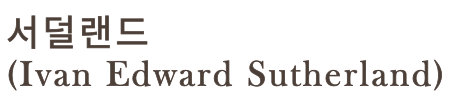 서덜랜드
(Ivan Edward Sutherland)